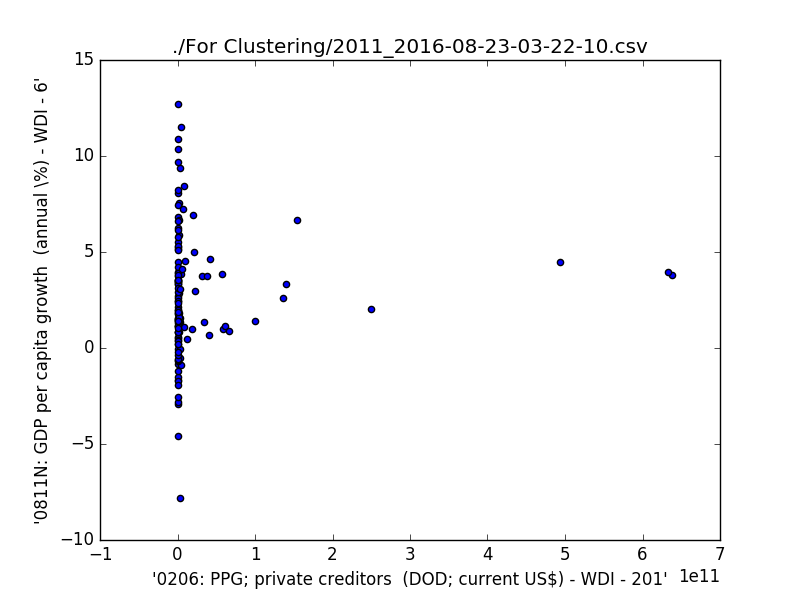 ./For Clustering/2011_2016-08-23-03-22-10.csv
15
10
5
0
−5
−10
'0811N: GDP per capita growth  (annual \%) - WDI - 6'
−1 0 1 2 3 4 5 6 7
1e11
'0206: PPG; private creditors  (DOD; current US$) - WDI - 201'